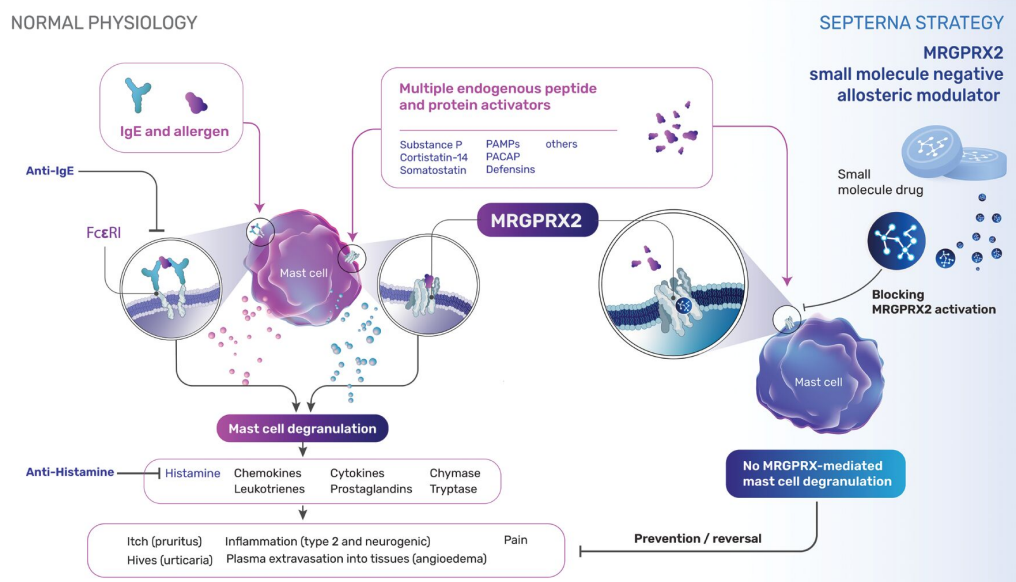 NORMAL PHYSIOLOGY
SEPTERNA STRATEGY
MRGPRX2
small molecule negative
allosteric modulator
IgE and allergen
Multiple endogenous peptide
and protein activators
Substance P PAMPs others
Cortistatin-14 PACAP
Somatostatin Defensins
Anti-IgE
FcεRI
Mast cell
MRGPRX2
Small
molecule drug
Blocking
MRGPRX2 activation
Mast cell
Mast cell degranulation
Anti-Histamine
Histamine Chemokines Cytokines Chymase
Leukotrienes Prostaglandins Tryptase
No MRGPRX-mediated
mast cell degranulation
Itch (pruritus) Inflammation (type 2 and neurogenic) Pain
Hives (urticaria) Plasma extravasation into tissues (angioedema)
Prevention / reversal